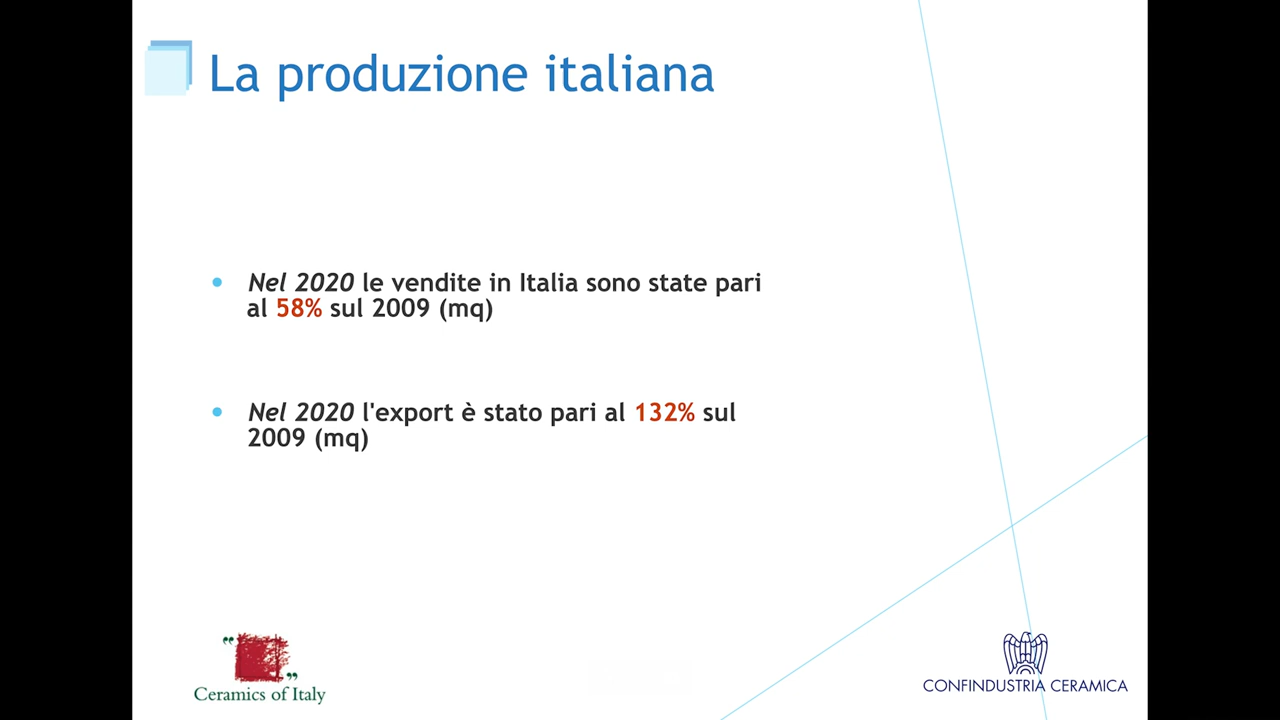 La produzione italiana
• Nel 2020 le vendite in Italia sono state pari
al 58% sul 2009 (mq)
• Nel 2020 l'export è stato pari al 132% sul
2009 (mq)
Ceramics of Italy
CONFINDUSTRIA CERAMICA